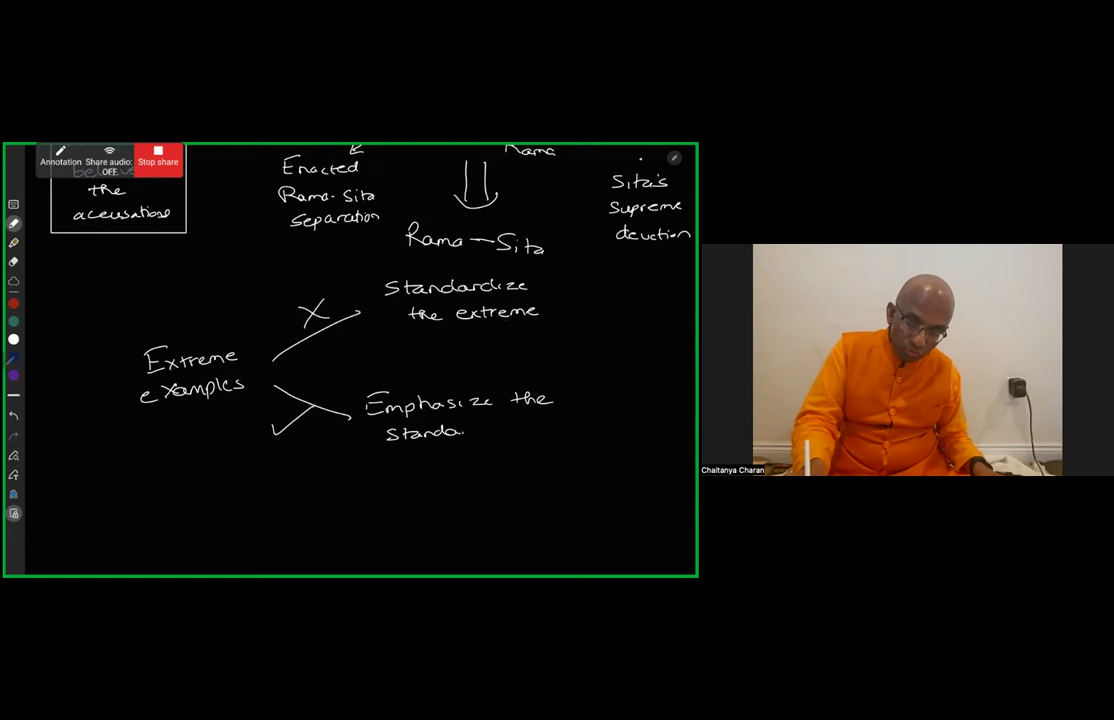 Annotation
Share audio:
OFF
Stop share
the
accusations
Enacted
Rama-Sita
separation
Rama
Rama — Sita
Sita's
Supreme
devotion
Extreme
examples
Standardize
the extreme
Emphasize the
Standa
Chaitanya Charan